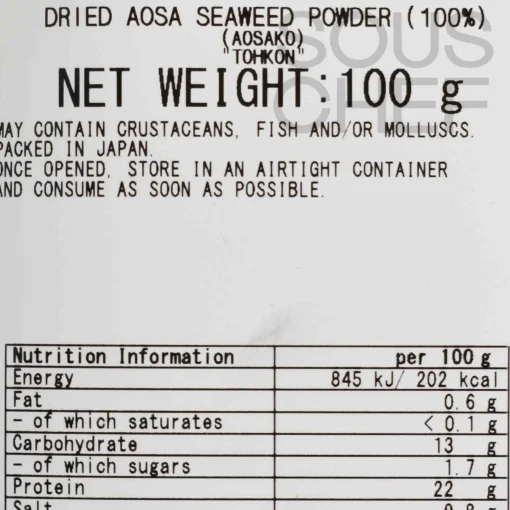 DRIED AOSA SEAWEED POWDER (100%)
(AOSAKO)
"TOHKON"
SOUS
CHEF
NET WEIGHT:100 g
MAY CONTAIN CRUSTACEANS, FISH AND/OR MOLLUSCS.
PACKED IN JAPAN.
ONCE OPENED, STORE IN AN AIRTIGHT CONTAINER
AND CONSUME AS SOON AS POSSIBLE.
Nutrition Information per 100 g
Energy 845 kJ/ 202 kcal
Fat 0.6 g
- of which saturates < 0.1 g
Carbohydrate 13 g
- of which sugars 1.7 g
Protein 22 g
Salt